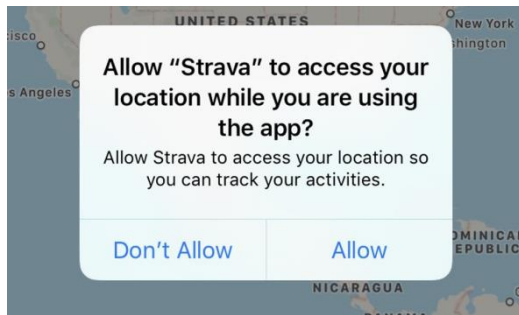 UNITED STATES
New York
cisco
shington
s Angeles
Allow “Strava” to access your
location while you are using
the app?
Allow Strava to access your location so
you can track your activities.
Don’t Allow
Allow
OMINICA
EPUBLIC
NICARAGUA